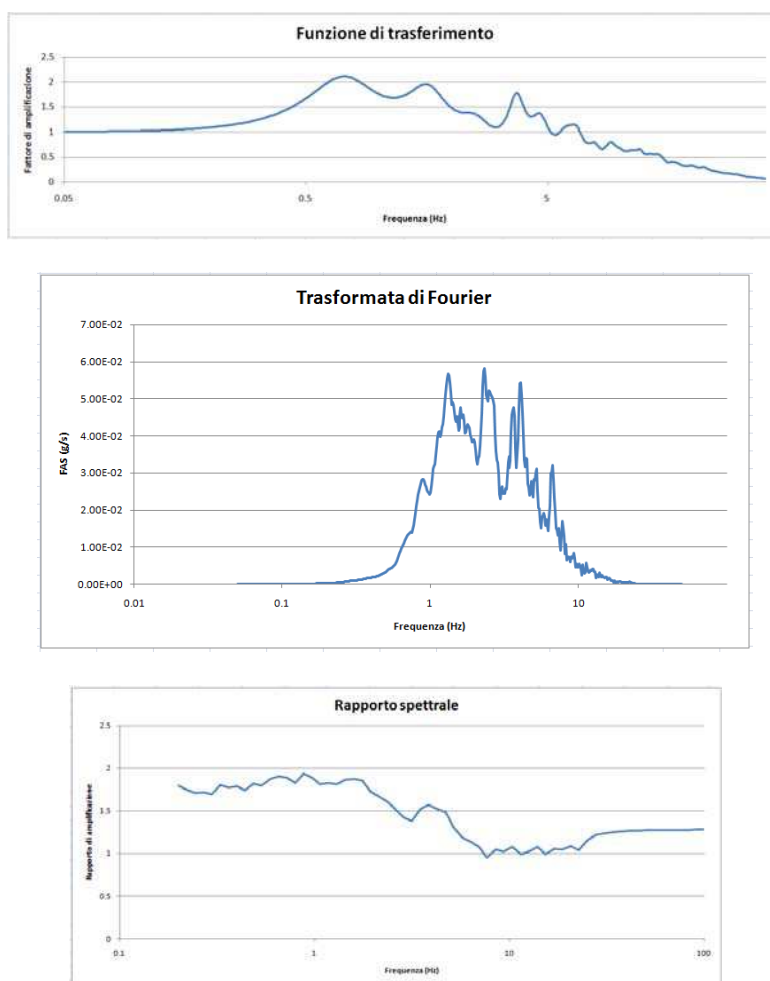 Funzione di trasferimento
Fattore di amplificazione
2.5
2
1.5
1
0.5
0
0.05
0.5
5
Frequenza (Hz)
Trasformata di Fourier
FAS (g/s)
7.00E-02
6.00E-02
5.00E-02
4.00E-02
3.00E-02
2.00E-02
1.00E-02
0.00E+00
0.01
0.1
1
10
Frequenza (Hz)
Rapporto spettrale
Rapporto di amplificazione
2.5
2
1.5
1
0.5
0
0.1
1
10
100
Frequenza (Hz)